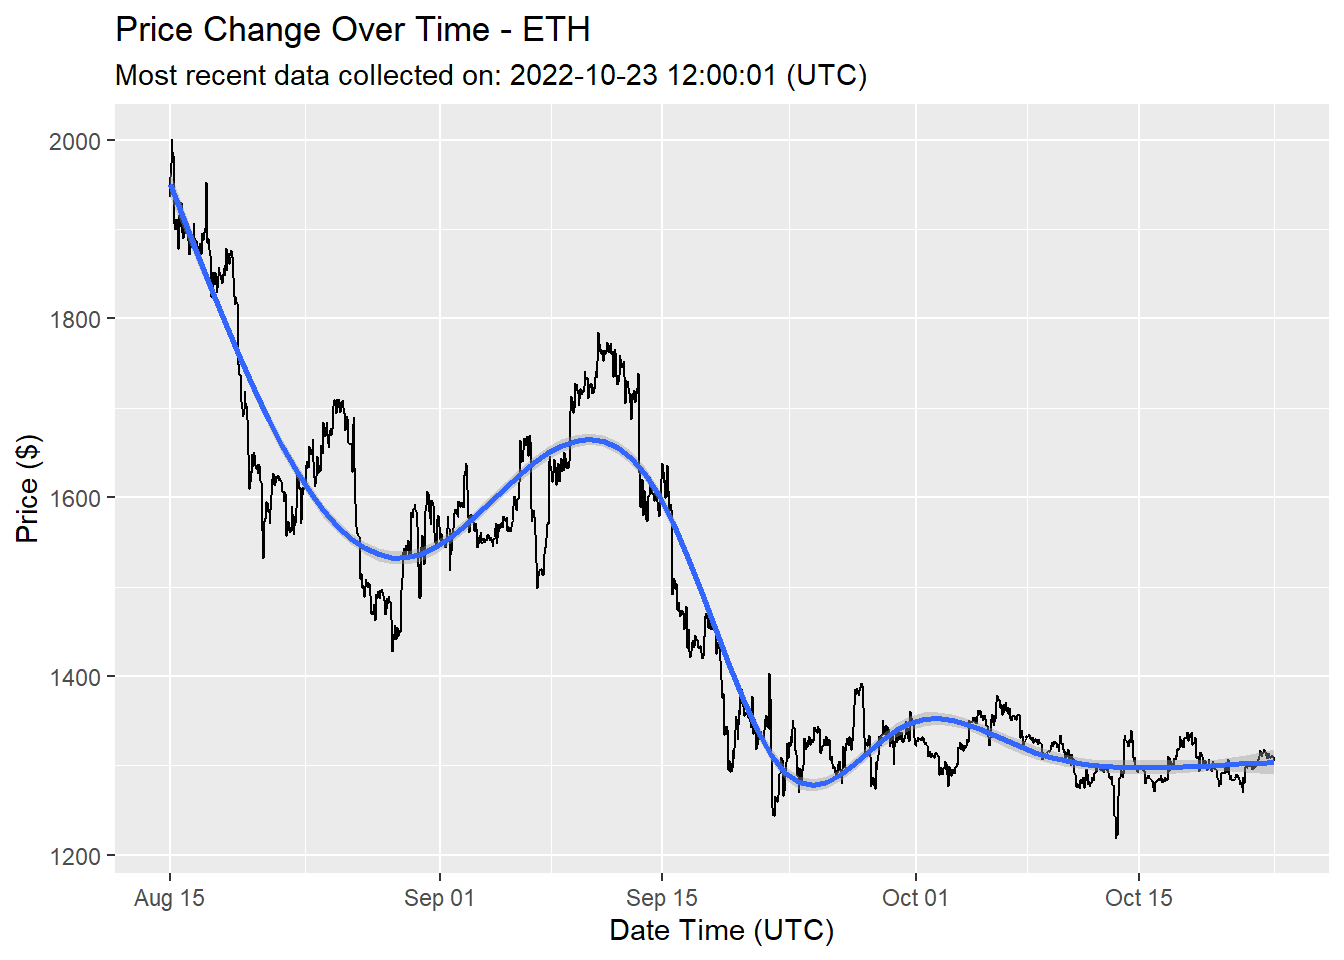 Price Change Over Time - ETH
Most recent data collected on: 2022-10-23 12:00:01 (UTC)
Price ($)
2000
1800
1600
1400
1200
Aug 15
Sep 01
Sep 15
Oct 01
Oct 15
Date Time (UTC)